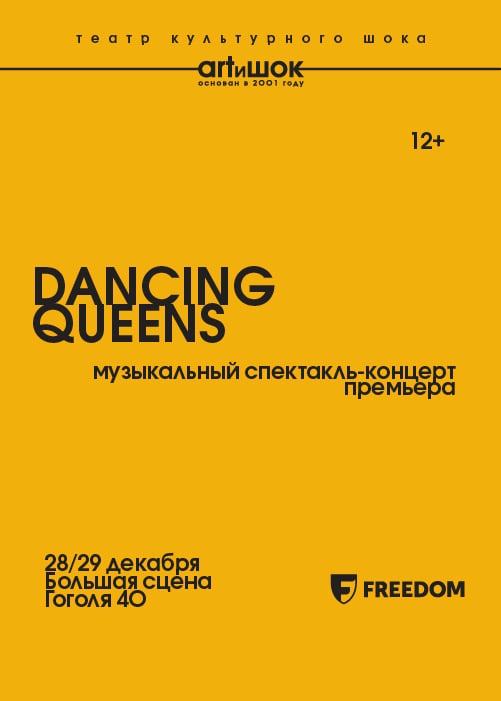 театр культурного шока
artиШОК
основан в 2001 году
12+
DANCING
QUEENS
музыкальный спектакль-концерт
премьера
28/29 декабря
Большая сцена
Гоголя 40
FREEDOM